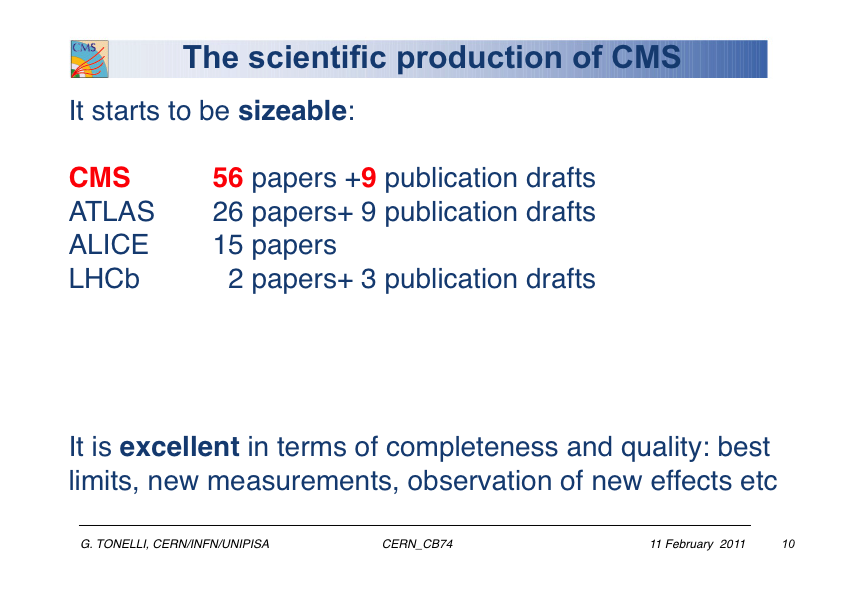 CMS
The scientific production of CMS
It starts to be sizeable:
CMS 56 papers +9 publication drafts
ATLAS 26 papers+ 9 publication drafts
ALICE 15 papers
LHCb 2 papers+ 3 publication drafts
It is excellent in terms of completeness and quality: best
limits, new measurements, observation of new effects etc
G. TONELLI, CERN/INFN/UNIPISA CERN_CB74 11 February 2011 10